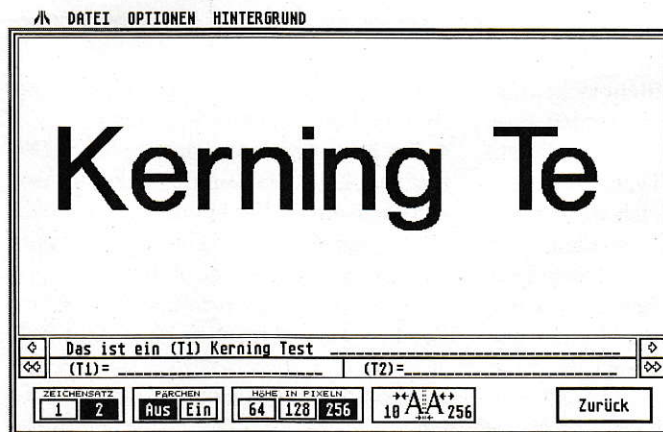 DATEI OPTIONEN HINTERGRUND
Kerning Te
Das ist ein (T1) Kerning Test
(T1)= (T2)=
ZEICHENSATZ PÄRCHEN HÖHE IN PIXELN
1 2 Aus Ein 64 128 256 10 AA 256 Zurück